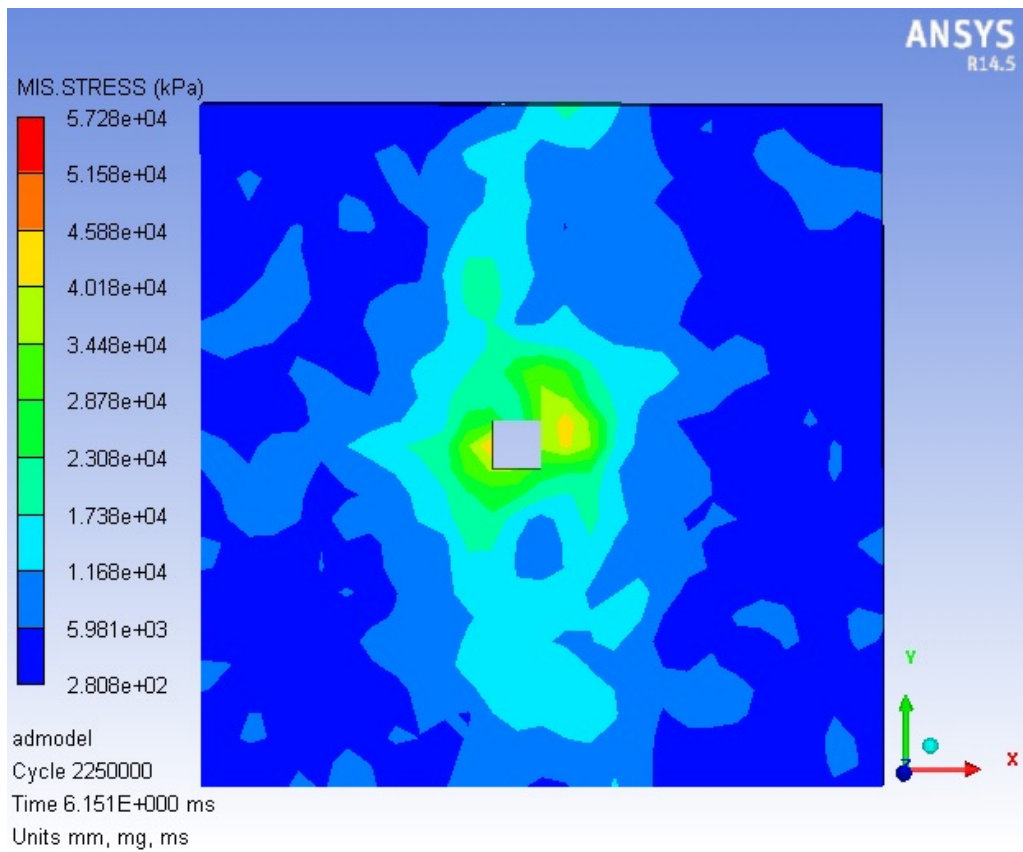 ANSYS
R14.5
MIS.STRESS (kPa)
5.728e+04
5.158e+04
4.588e+04
4.018e+04
3.448e+04
2.878e+04
2.308e+04
1.738e+04
1.168e+04
5.981e+03
2.808e+02
admodel
Cycle 2250000
Time 6.151E+000 ms
Units mm, mg, ms
Y
X